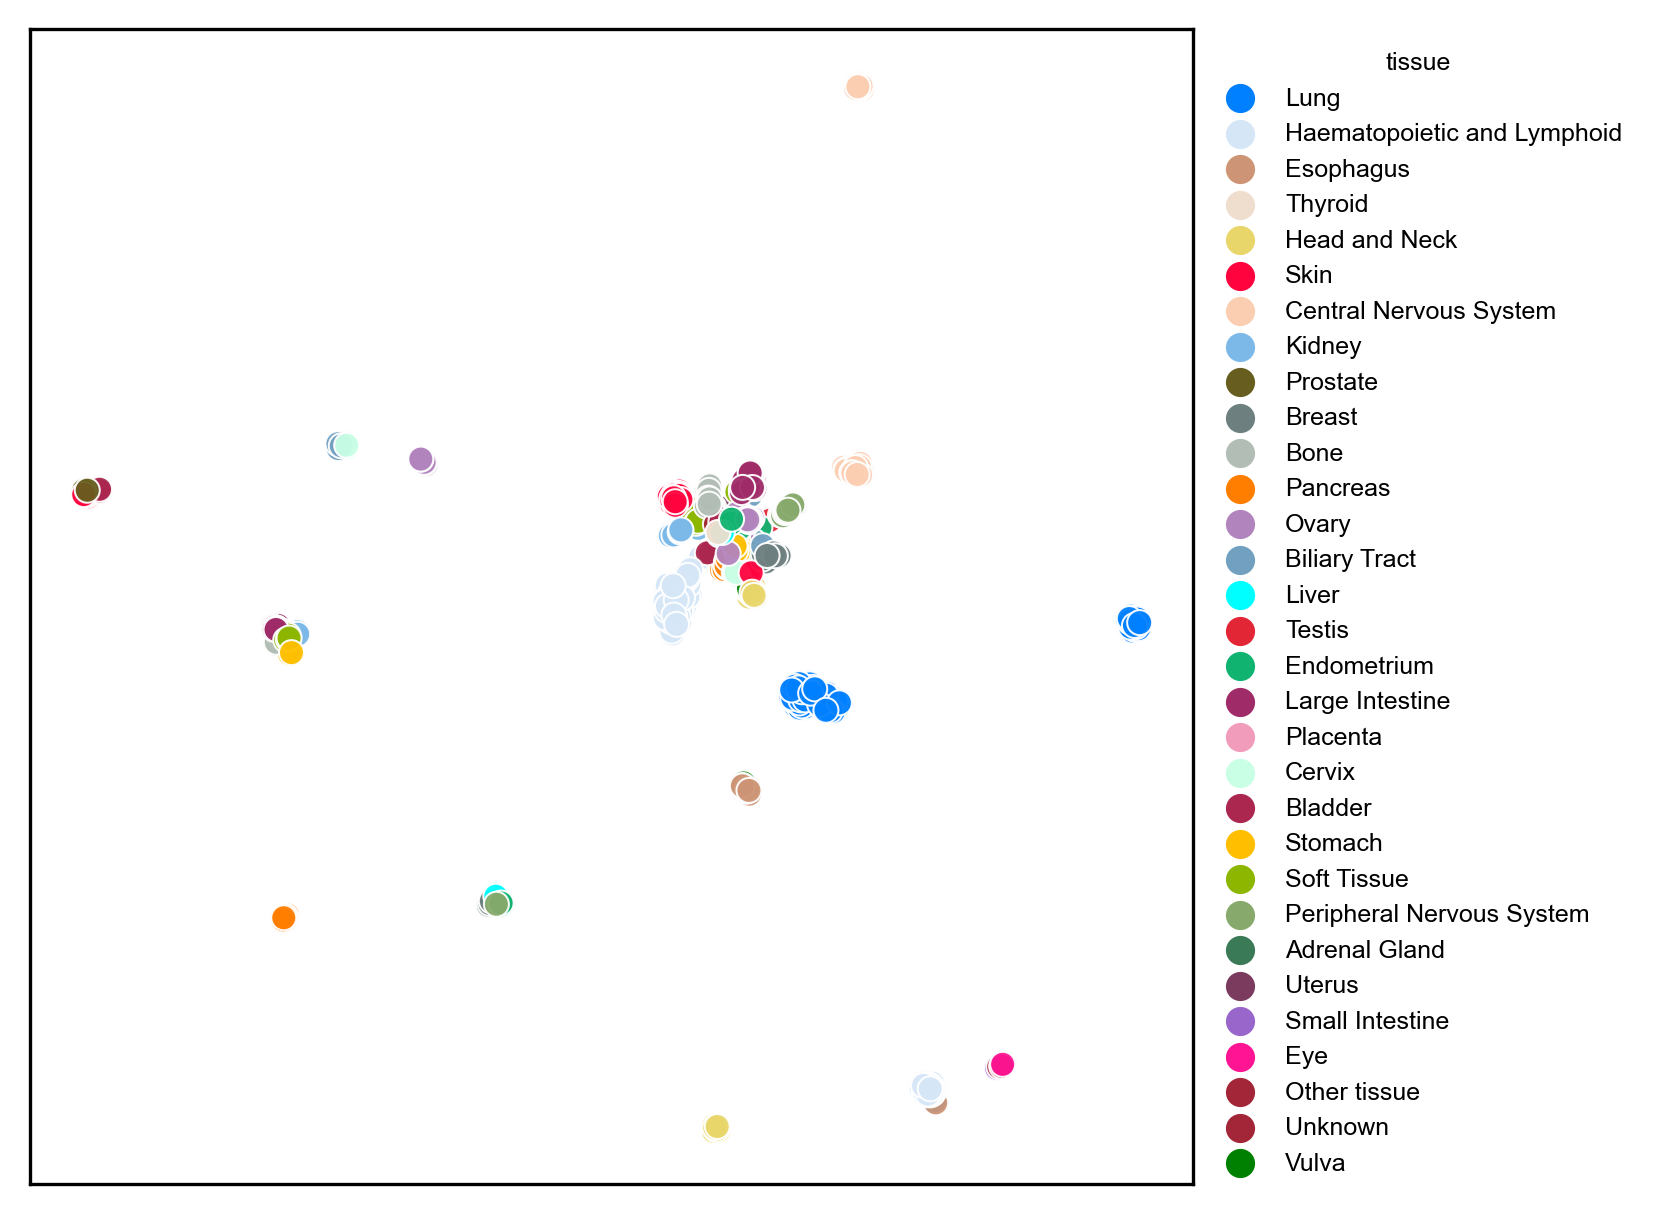 tissue
Lung
Haematopoietic and Lymphoid
Esophagus
Thyroid
Head and Neck
Skin
Central Nervous System
Kidney
Prostate
Breast
Bone
Pancreas
Ovary
Biliary Tract
Liver
Testis
Endometrium
Large Intestine
Placenta
Cervix
Bladder
Stomach
Soft Tissue
Peripheral Nervous System
Adrenal Gland
Uterus
Small Intestine
Eye
Other tissue
Unknown
Vulva